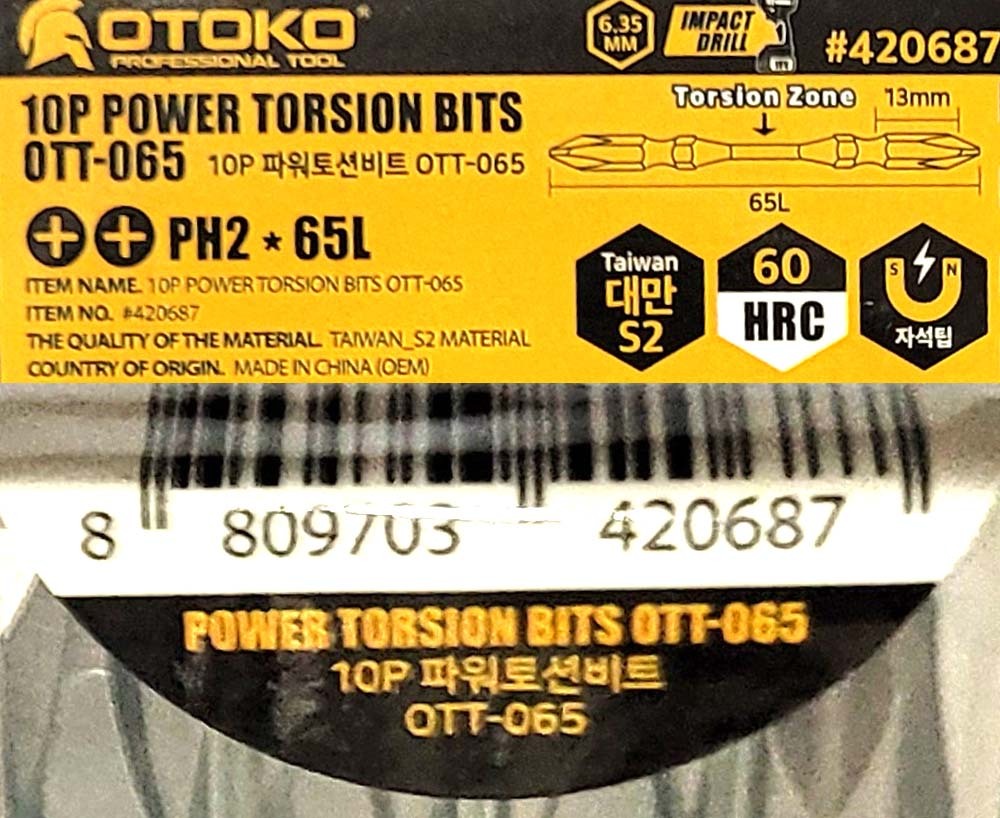 OTOKO®
PROFESSIONAL TOOL
6.35
MM
IMPACT
DRILL
#420687
10P POWER TORSION BITS
OTT-065 10P 파워토션비트 OTT-065
PH2 * 65L
ITEM NAME. 10P POWER TORSION BITS OTT-065
ITEM NO. #420687
THE QUALITY OF THE MATERIAL. TAIWAN_S2 MATERIAL
COUNTRY OF ORIGIN. MADE IN CHINA (OEM)
Torsion Zone
13mm
65L
Taiwan
대만
S2
60
HRC
S N
자석팁
8 809703 420687
POWER TORSION BITS OTT-065
10P 파워토션비트
OTT-065